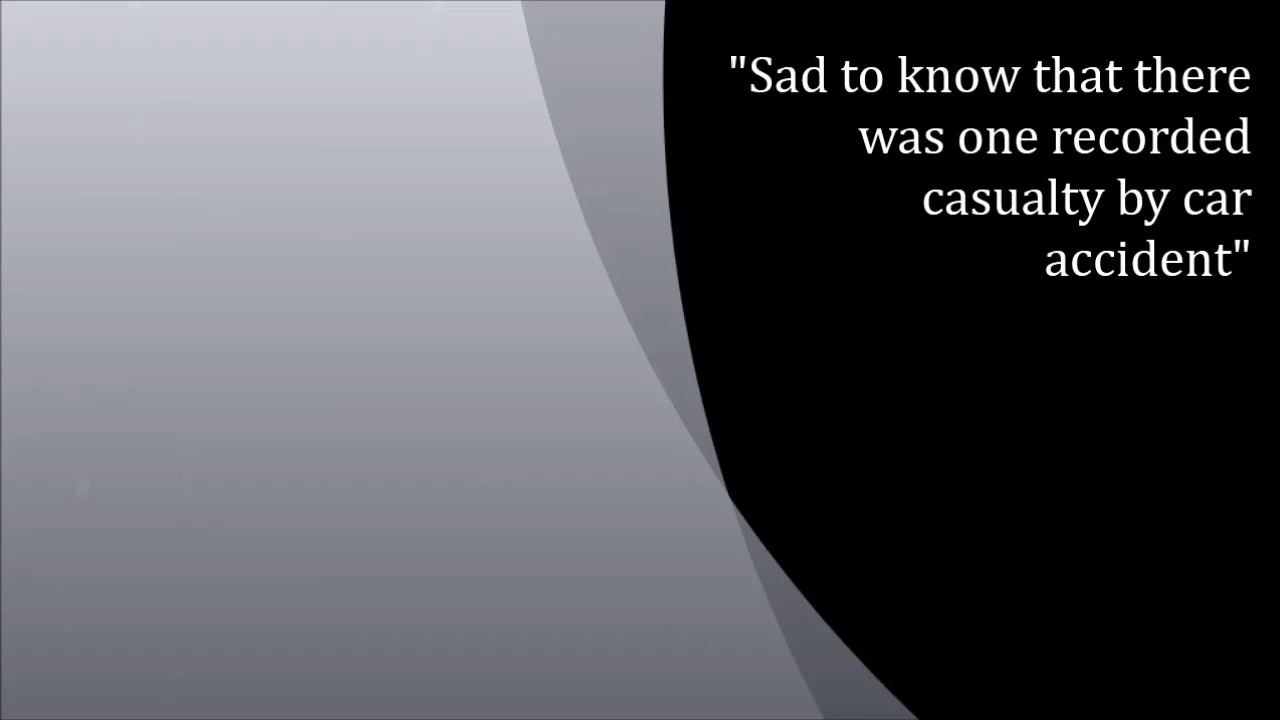 "Sad to know that there
was one recorded
casualty by car
accident"